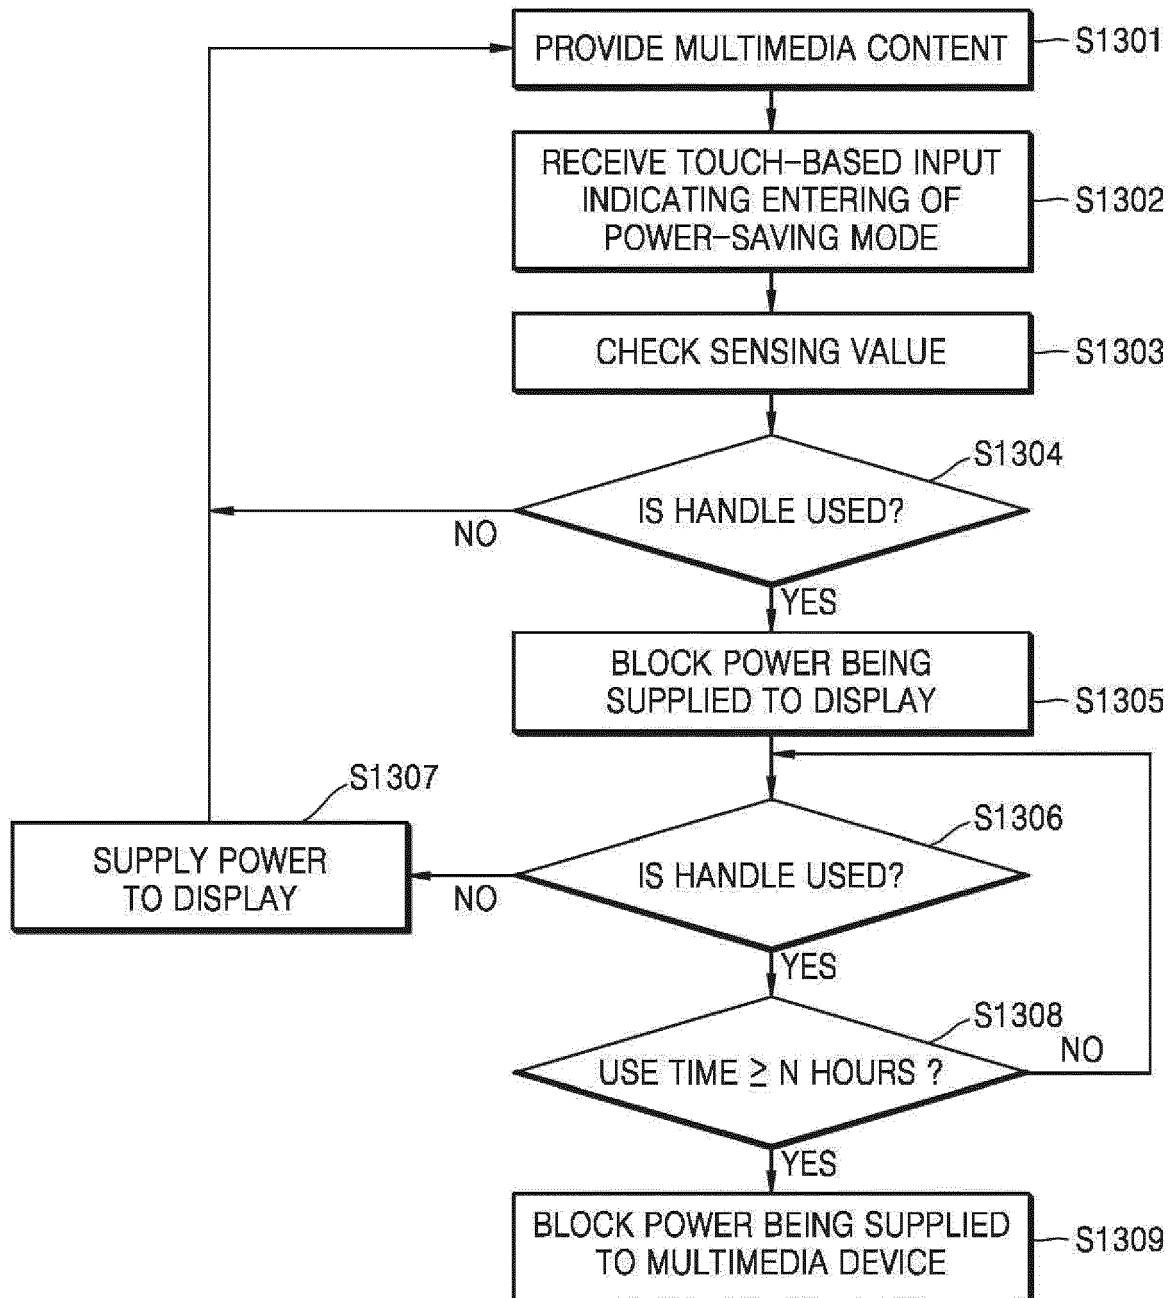 PROVIDE MULTIMEDIA CONTENT
S1301
RECEIVE TOUCH-BASED INPUT
INDICATING ENTERING OF
POWER-SAVING MODE
S1302
CHECK SENSING VALUE
S1303
S1304
IS HANDLE USED?
NO
YES
BLOCK POWER BEING
SUPPLIED TO DISPLAY
S1305
S1307
SUPPLY POWER
TO DISPLAY
S1306
IS HANDLE USED?
NO
YES
S1308
USE TIME ≥ N HOURS ?
NO
YES
BLOCK POWER BEING SUPPLIED
TO MULTIMEDIA DEVICE
S1309